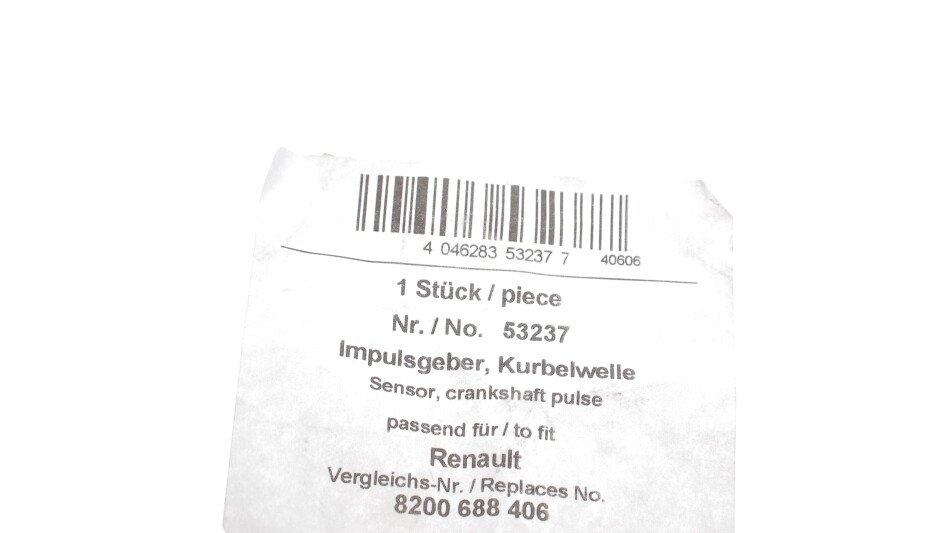 4 046283 53237 7 40606
1 Stück / piece
Nr. / No. 53237
Impulsgeber, Kurbelwelle
Sensor, crankshaft pulse
passend für / to fit
Renault
Vergleichs-Nr. / Replaces No.
8200 688 406